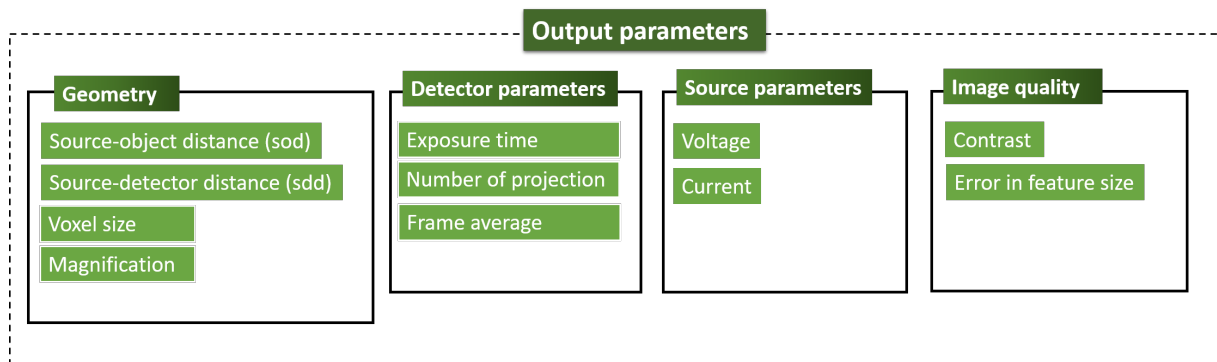 Output parameters
Geometry
Source-object distance (sod)
Source-detector distance (sdd)
Voxel size
Magnification
Detector parameters
Exposure time
Number of projection
Frame average
Source parameters
Voltage
Current
Image quality
Contrast
Error in feature size